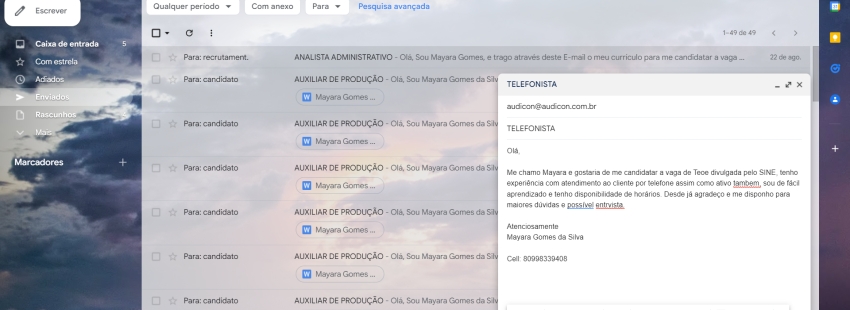 Escrever
Qualquer período
Com anexo
Para
Pesquisa avançada
1–49 de 49
Caixa de entrada 5
Com estrela
Adiados
Enviados
Rascunhos
Mais
Marcadores
Para: recrutament. ANALISTA ADMINISTRATIVO - Olá, Sou Mayara Gomes, e trago através deste E-mail o meu curriculo para me candidatar a vaga ... 22 de ago.
Para: candidato AUXILIAR DE PRODUÇÃO - Olá, Sou Mayara Gomes da Silv
Mayara Gomes ...
Para: candidato AUXILIAR DE PRODUÇÃO - Olá, Sou Mayara Gomes da Silv
Mayara Gomes ...
Para: candidato AUXILIAR DE PRODUÇÃO - Olá, Sou Mayara Gomes da Silv
Mayara Gomes ...
Para: candidato AUXILIAR DE PRODUÇÃO - Olá, Sou Mayara Gomes da Silv
Mayara Gomes ...
Para: candidato AUXILIAR DE PRODUÇÃO - Olá, Sou Mayara Gomes da Silv
Mayara Gomes ...
Para: candidato AUXILIAR DE PRODUÇÃO - Olá, Sou Mayara Gomes da Silv
TELEFONISTA
audicon@audicon.com.br
TELEFONISTA
Olá,
Me chamo Mayara e gostaria de me candidatar a vaga de Teoe divulgada pelo SINE, tenho
experiência com atendimento ao cliente por telefone assim como ativo tambem, sou de fácil
aprendizado e tenho disponibilidade de horários. Desde já agradeço e me disponho para
maiores dúvidas e possível entrvista.
Atenciosamente
Mayara Gomes da Silva
Cell: 80998339408